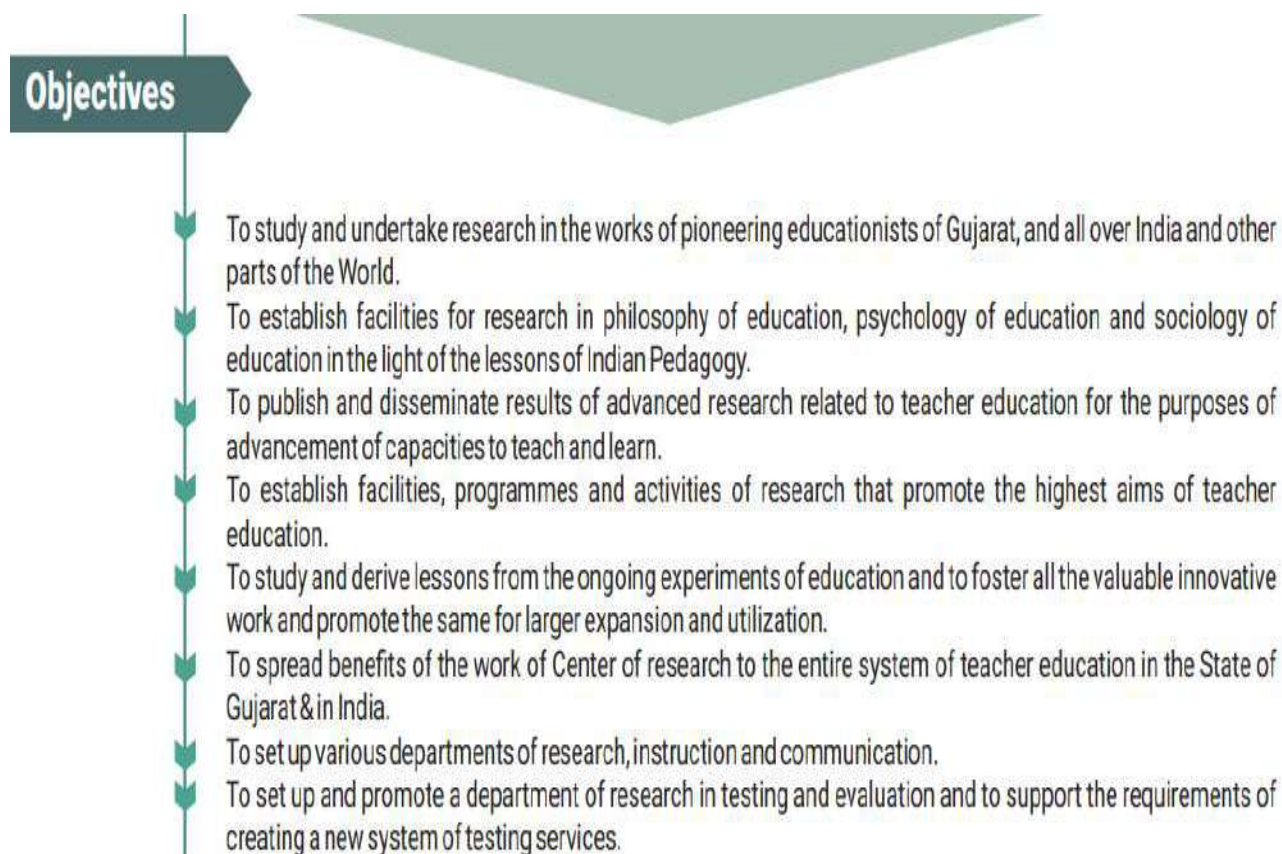 Objectives
To study and undertake research in the works of pioneering educationists of Gujarat, and all over India and other
parts of the World.
To establish facilities for research in philosophy of education, psychology of education and sociology of
education in the light of the lessons of Indian Pedagogy.
To publish and disseminate results of advanced research related to teacher education for the purposes of
advancement of capacities to teach and learn.
To establish facilities, programmes and activities of research that promote the highest aims of teacher
education.
To study and derive lessons from the ongoing experiments of education and to foster all the valuable innovative
work and promote the same for larger expansion and utilization.
To spread benefits of the work of Center of research to the entire system of teacher education in the State of
Gujarat & in India.
To set up various departments of research, instruction and communication.
To set up and promote a department of research in testing and evaluation and to support the requirements of
creating a new system of testing services.